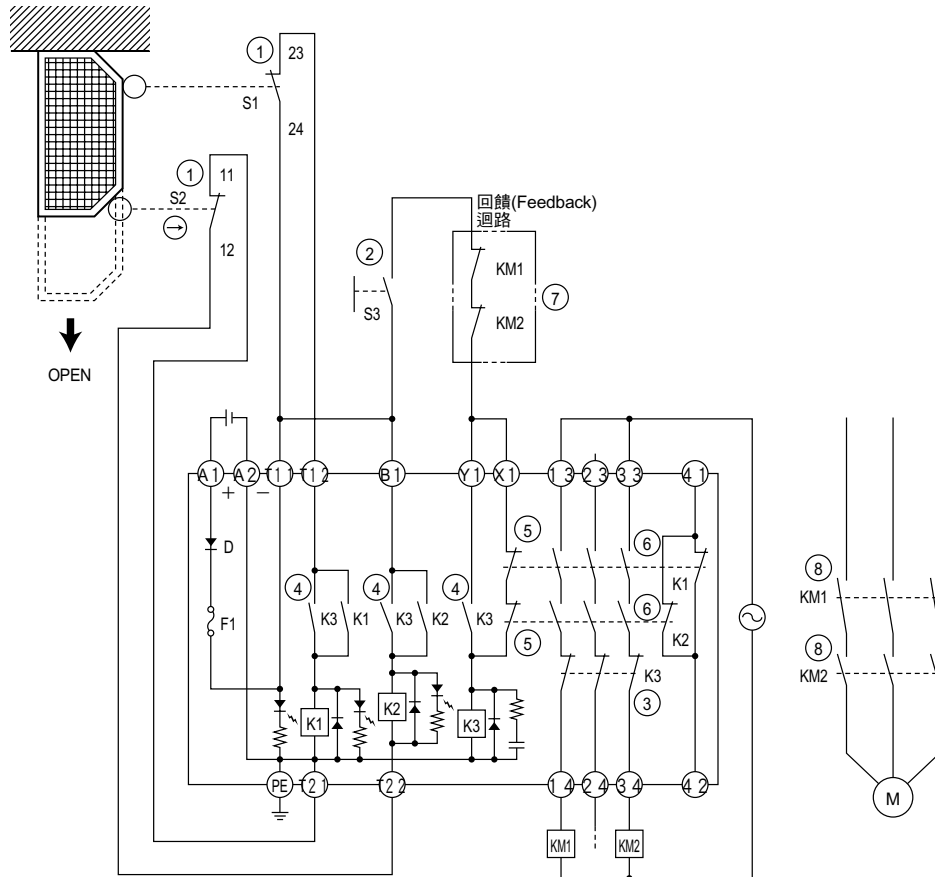 ① 23
S1
24
① 11
S2
→
12
OPEN
回饋(Feedback)
迴路
②
S3
KM1
KM2
⑦
A1 A2 T11 T12 B1 Y1 X1 13 23 33 41
+ −
D
F1
④ K3 K1
④ K3 K2
④ K3
⑤
⑥
K1
⑤
⑥
K2
K3
③
K1
K2
K3
PE T21 T22 14 24 34 42
KM1
KM2
⑧
KM1
⑧
KM2
M